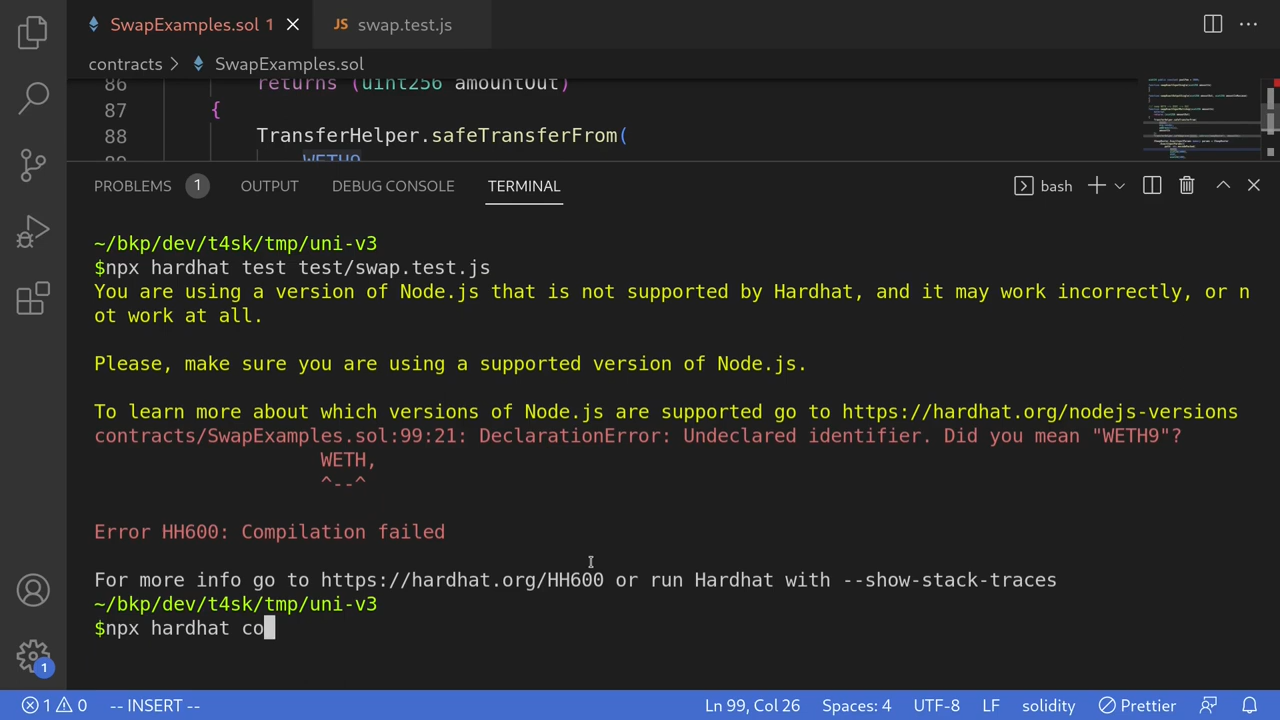 SwapExamples.sol 1
JS swap.test.js
contracts > SwapExamples.sol
86 returns (uint256 amountOut)
87 {
88 TransferHelper.safeTransferFrom(
89 WETH9
PROBLEMS 1 OUTPUT DEBUG CONSOLE TERMINAL bash
~/bkp/dev/t4sk/tmp/uni-v3
$npx hardhat test test/swap.test.js
You are using a version of Node.js that is not supported by Hardhat, and it may work incorrectly, or n
ot work at all.
Please, make sure you are using a supported version of Node.js.
To learn more about which versions of Node.js are supported go to https://hardhat.org/nodejs-versions
contracts/SwapExamples.sol:99:21: DeclarationError: Undeclared identifier. Did you mean "WETH9"?
WETH,
^--^
Error HH600: Compilation failed
For more info go to https://hardhat.org/HH600 or run Hardhat with --show-stack-traces
~/bkp/dev/t4sk/tmp/uni-v3
$npx hardhat co
1
1 0 -- INSERT -- Ln 99, Col 26 Spaces: 4 UTF-8 LF solidity Prettier